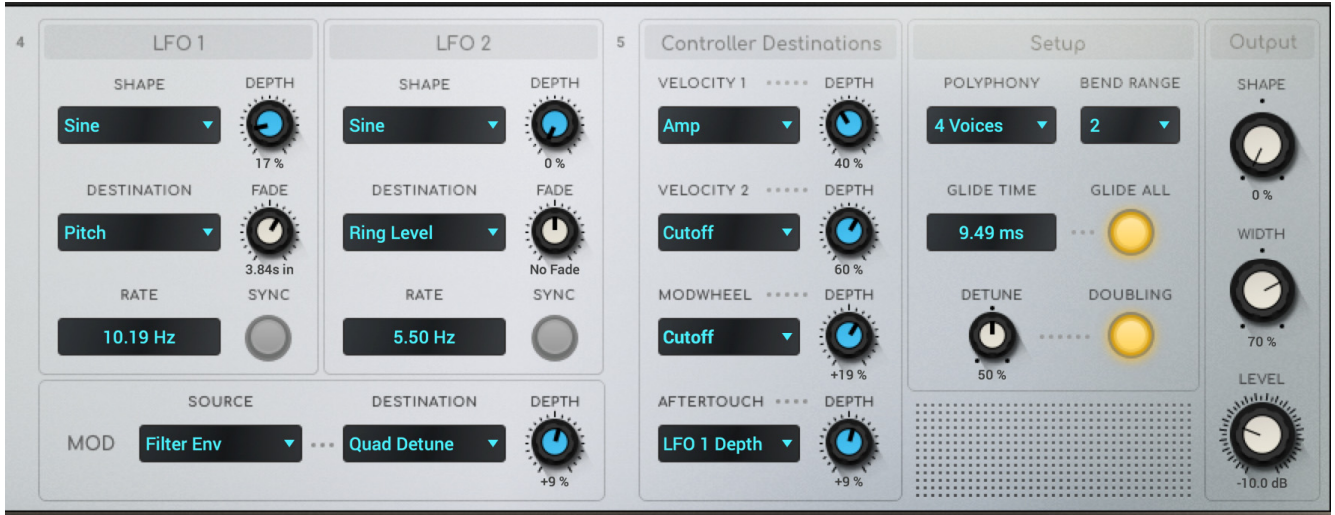 4
LFO 1
LFO 2
5
Controller Destinations
Setup
Output
SHAPE
DEPTH
Sine
17 %
DESTINATION
FADE
Pitch
3.84s in
RATE
SYNC
10.19 Hz
SHAPE
DEPTH
Sine
0 %
DESTINATION
FADE
Ring Level
No Fade
RATE
SYNC
5.50 Hz
MOD
SOURCE
Filter Env
DESTINATION
Quad Detune
DEPTH
+9 %
VELOCITY 1
DEPTH
Amp
40 %
VELOCITY 2
DEPTH
Cutoff
60 %
MODWHEEL
DEPTH
Cutoff
+19 %
AFTERTOUCH
DEPTH
LFO 1 Depth
+9 %
POLYPHONY
BEND RANGE
4 Voices
2
GLIDE TIME
GLIDE ALL
9.49 ms
DETUNE
DOUBLING
50 %
SHAPE
0 %
WIDTH
70 %
LEVEL
-10.0 dB